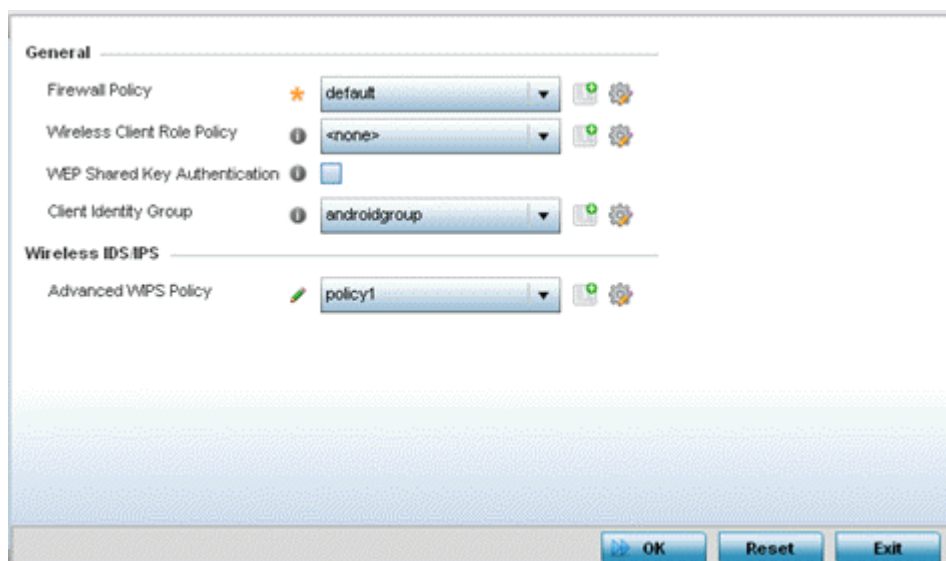 General
Firewall Policy default
Wireless Client Role Policy <none>
WEP Shared Key Authentication
Client Identity Group androidgroup
Wireless IDS/IPS
Advanced WIPS Policy policy1
OK Reset Exit